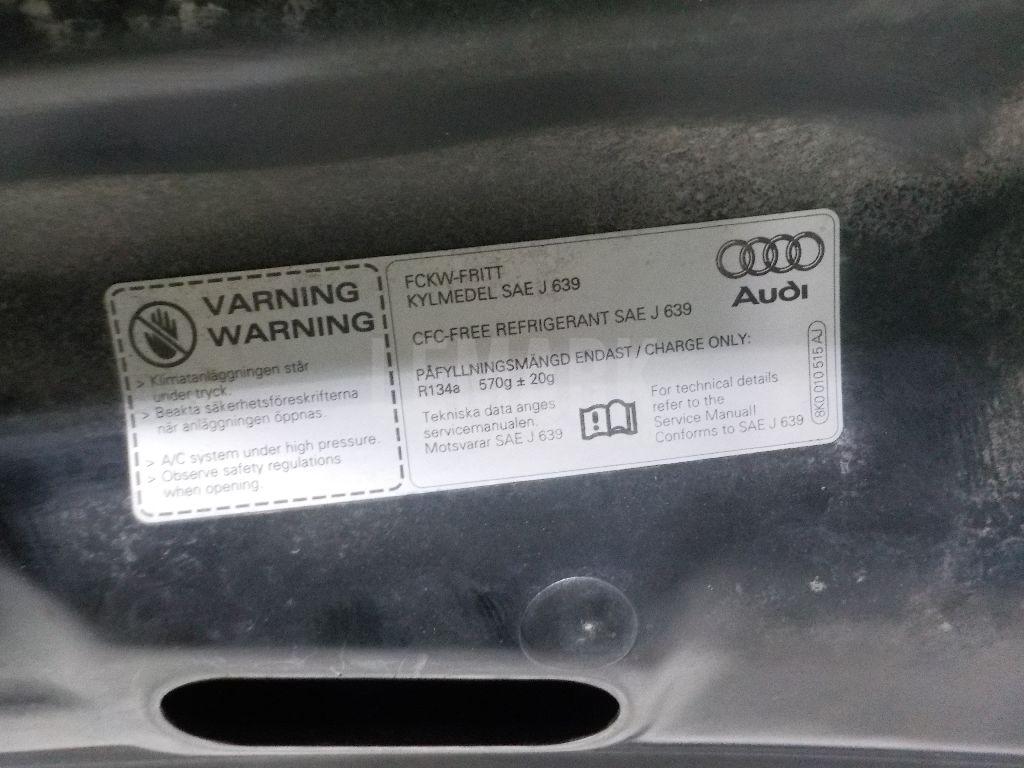 VARNING
WARNING
> Klimatanläggningen står
under tryck.
> Beakta säkerhetsföreskrifterna
när anläggningen öppnas.
> A/C system under high pressure.
> Observe safety regulations
when opening.
FCKW-FRITT
KYLMEDEL SAE J 639
CFC-FREE REFRIGERANT SAE J 639
PÅFYLLNINGSMÄNGD ENDAST / CHARGE ONLY:
R134a 570g ± 20g
Tekniska data anges
servicemanualen.
Motsvarar SAE J 639
For technical details
refer to the
Service Manual!
Conforms to SAE J 639
Audi
8K0 010 515 AJ